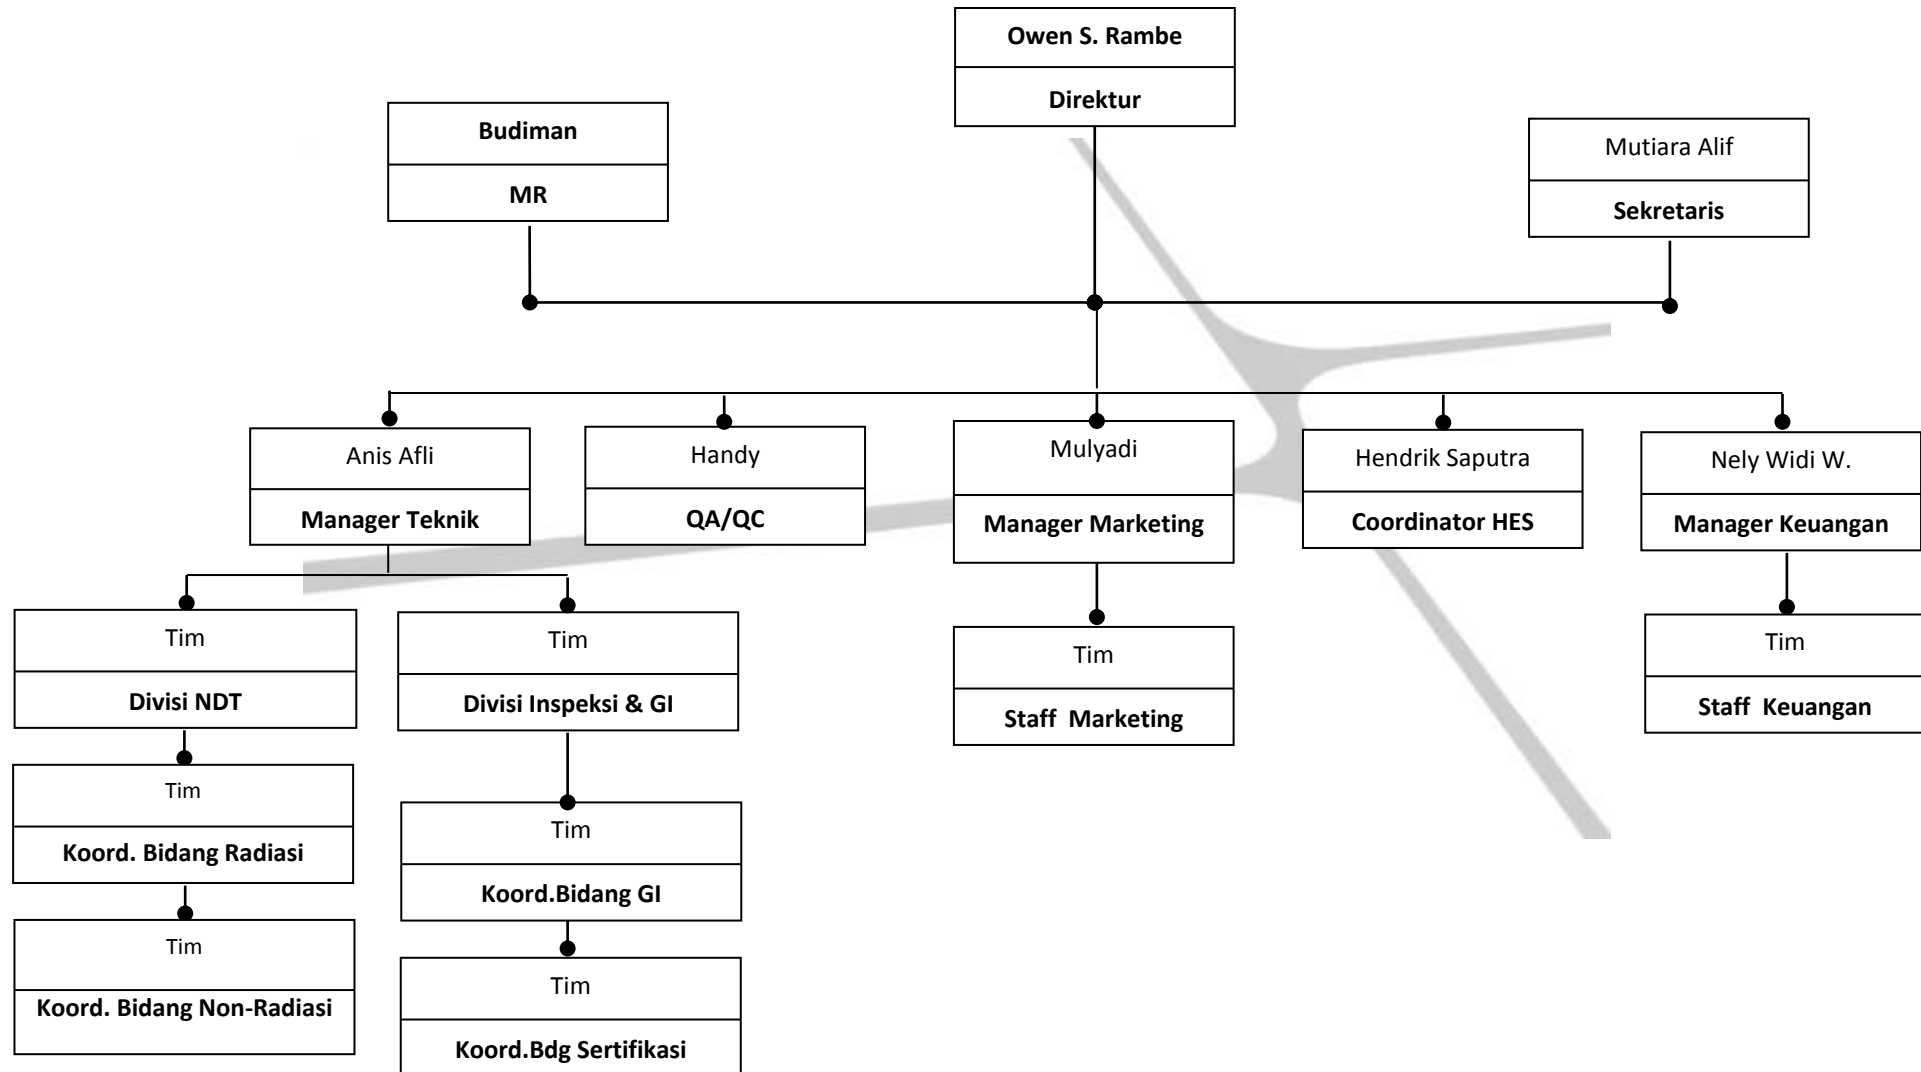 Owen S. Rambe
Direktur
Budiman
MR
Mutiara Alif
Sekretaris
Anis Afli
Manager Teknik
Handy
QA/QC
Mulyadi
Manager Marketing
Hendrik Saputra
Coordinator HES
Nely Widi W.
Manager Keuangan
Tim
Divisi NDT
Tim
Divisi Inspeksi & GI
Tim
Staff  Marketing
Tim
Staff  Keuangan
Tim
Koord. Bidang Radiasi
Tim
Koord.Bidang GI
Tim
Koord. Bidang Non-Radiasi
Tim
Koord.Bdg Sertifikasi